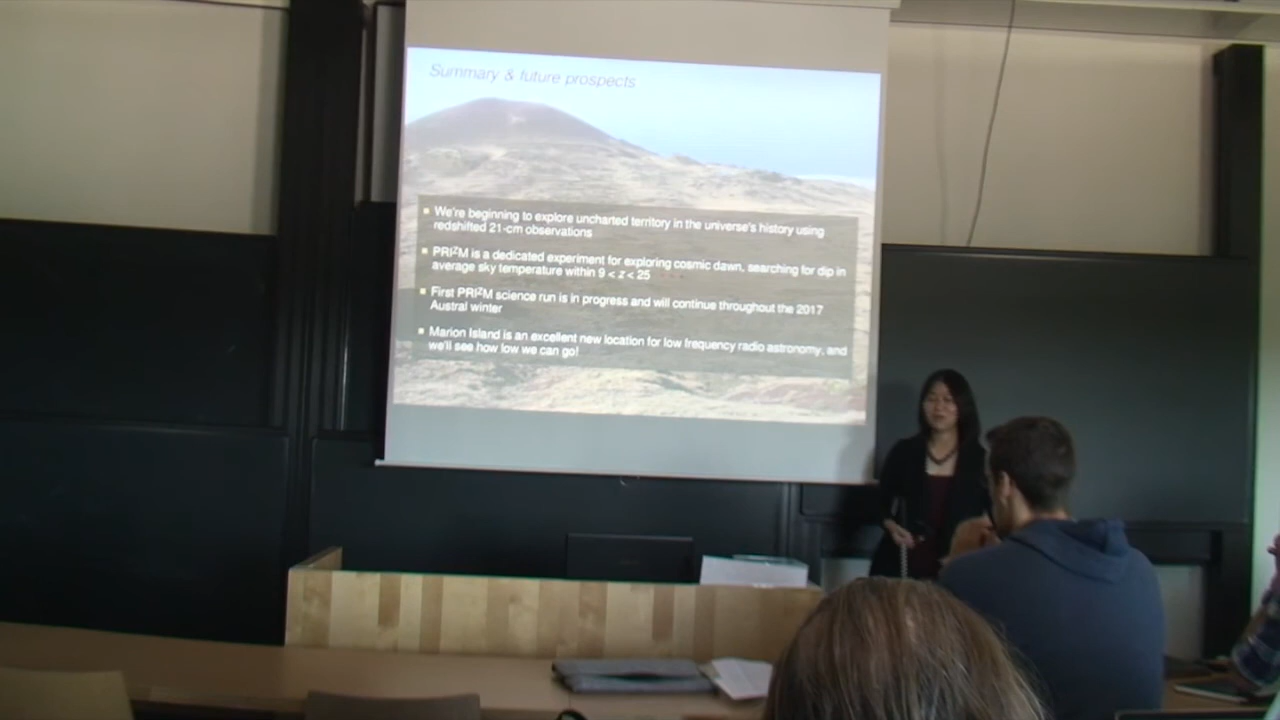 Summary & future prospects
We're beginning to explore uncharted territory in the universe's history using
redshifted 21-cm observations
PRIZM is a dedicated experiment for exploring cosmic dawn, searching for dip in
average sky temperature within 9 < z < 25
First PRIZM science run is in progress and will continue throughout the 2017
Austral winter
Marion Island is an excellent new location for low frequency radio astronomy, and
we'll see how low we can go!